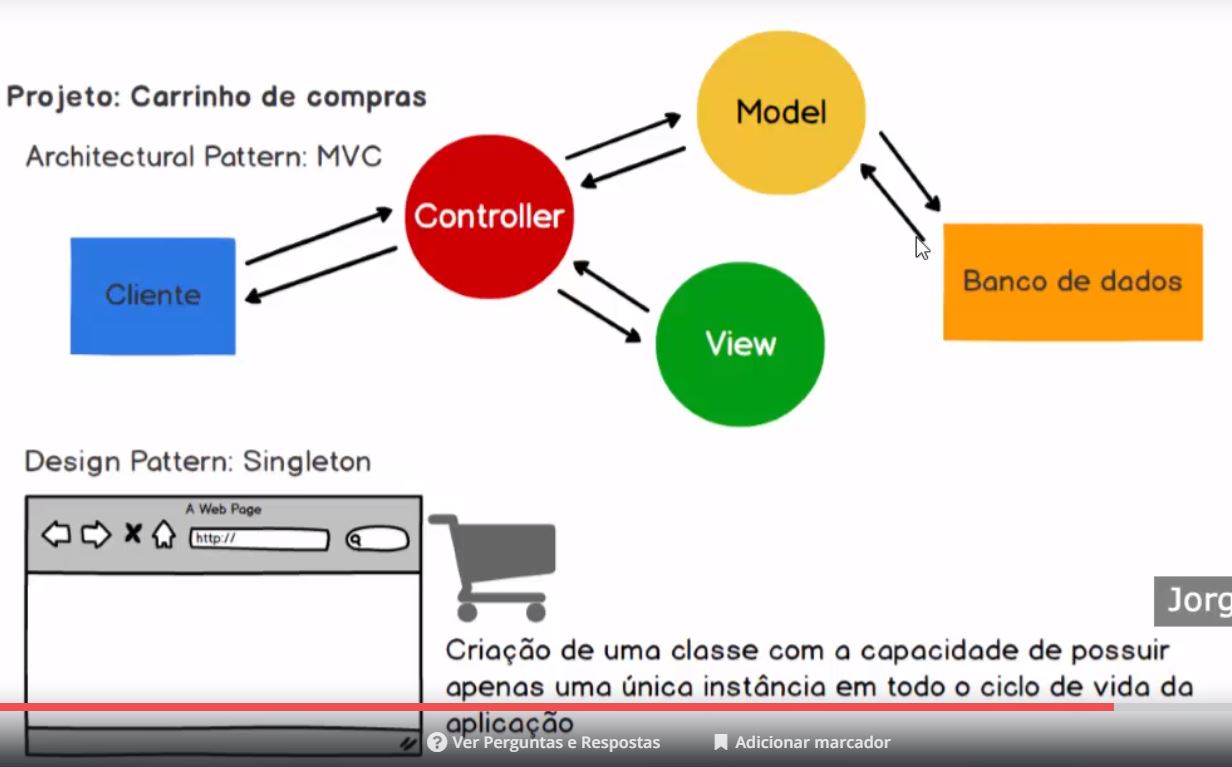 Projeto: Carrinho de compras
Architectural Pattern: MVC
Model
Controller
Cliente
Banco de dados
View
Design Pattern: Singleton
A Web Page
http://
Jorg
Criação de uma classe com a capacidade de possuir
apenas uma única instância em todo o ciclo de vida da
aplicação
? Ver Perguntas e Respostas
Adicionar marcador